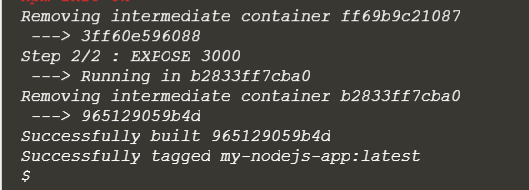 Removing intermediate container ff69b9c21087
---> 3ff60e596088
Step 2/2 : EXPOSE 3000
---> Running in b2833ff7cba0
Removing intermediate container b2833ff7cba0
---> 965129059b4d
Successfully built 965129059b4d
Successfully tagged my-nodejs-app:latest
$